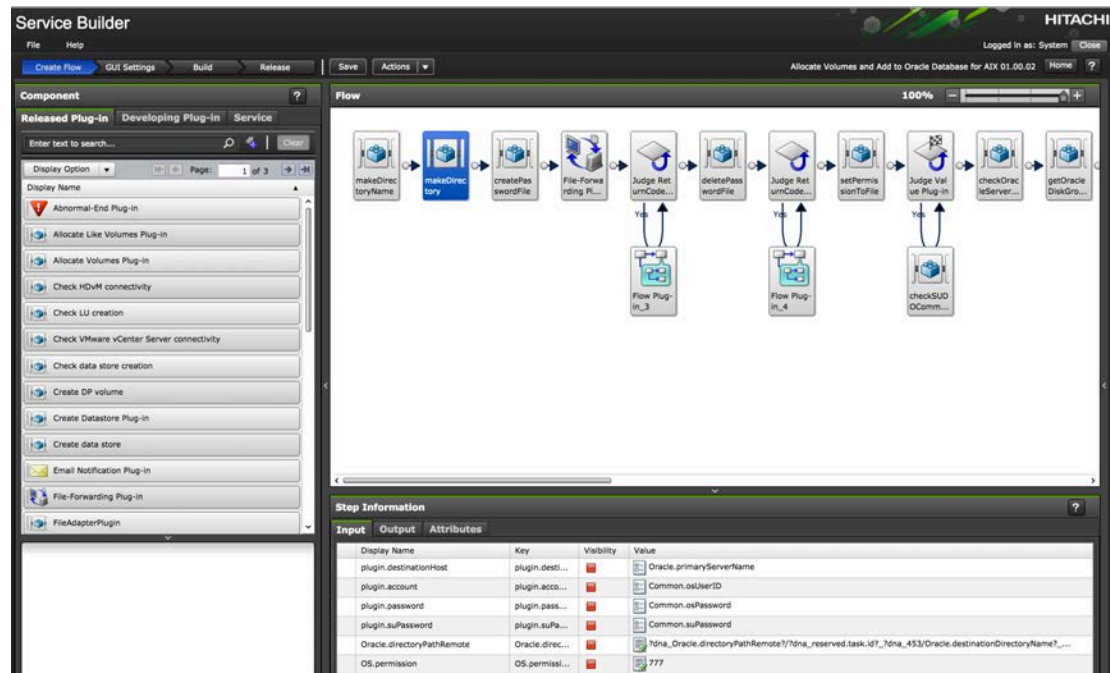 Service Builder
HITACHI
File Help
Logged in as: System Close
Create Flow GUI Settings Build Release
Save Actions
Allocate Volumes and Add to Oracle Database for AIX 01.00.02 Home ?
Component ?
Released Plug-in Developing Plug-in Service
Enter text to search... Clear
Display Option Page: 1 of 3
Display Name
Abnormal-End Plug-in
Allocate Like Volumes Plug-in
Allocate Volumes Plug-in
Check HDvM connectivity
Check LU creation
Check VMware vCenter Server connectivity
Check data store creation
Create DP volume
Create Datastore Plug-in
Create data store
Email Notification Plug-in
File-Forwarding Plug-in
FileAdapterPlugin
Flow 100%
makeDirec
toryName
makeDirec
tory
createPas
swordFile
File-Forwa
rding Pl...
Judge Ret
urnCode...
deletePass
wordFile
Judge Ret
urnCode...
setPermis
sionToFile
Judge Val
ue Plug-in
checkOrac
leServer...
getOracle
DiskGro...
Yes
Yes
Yes
Flow Plug-
in_3
Flow Plug-
in_4
checkSUD
OComm...
Step Information ?
Input Output Attributes
Display Name Key Visibility Value
plugin.destinationHost plugin.desti... Oracle.primaryServerName
plugin.account plugin.acco... Common.osUserID
plugin.password plugin.pass... Common.osPassword
plugin.suPassword plugin.suPa... Common.suPassword
Oracle.directoryPathRemote Oracle.direc... ?dna_Oracle.directoryPathRemote?/?dna_reserved.task.id?_?dna_453/Oracle.destinationDirectoryName?_...
OS.permission OS.permissi... 777